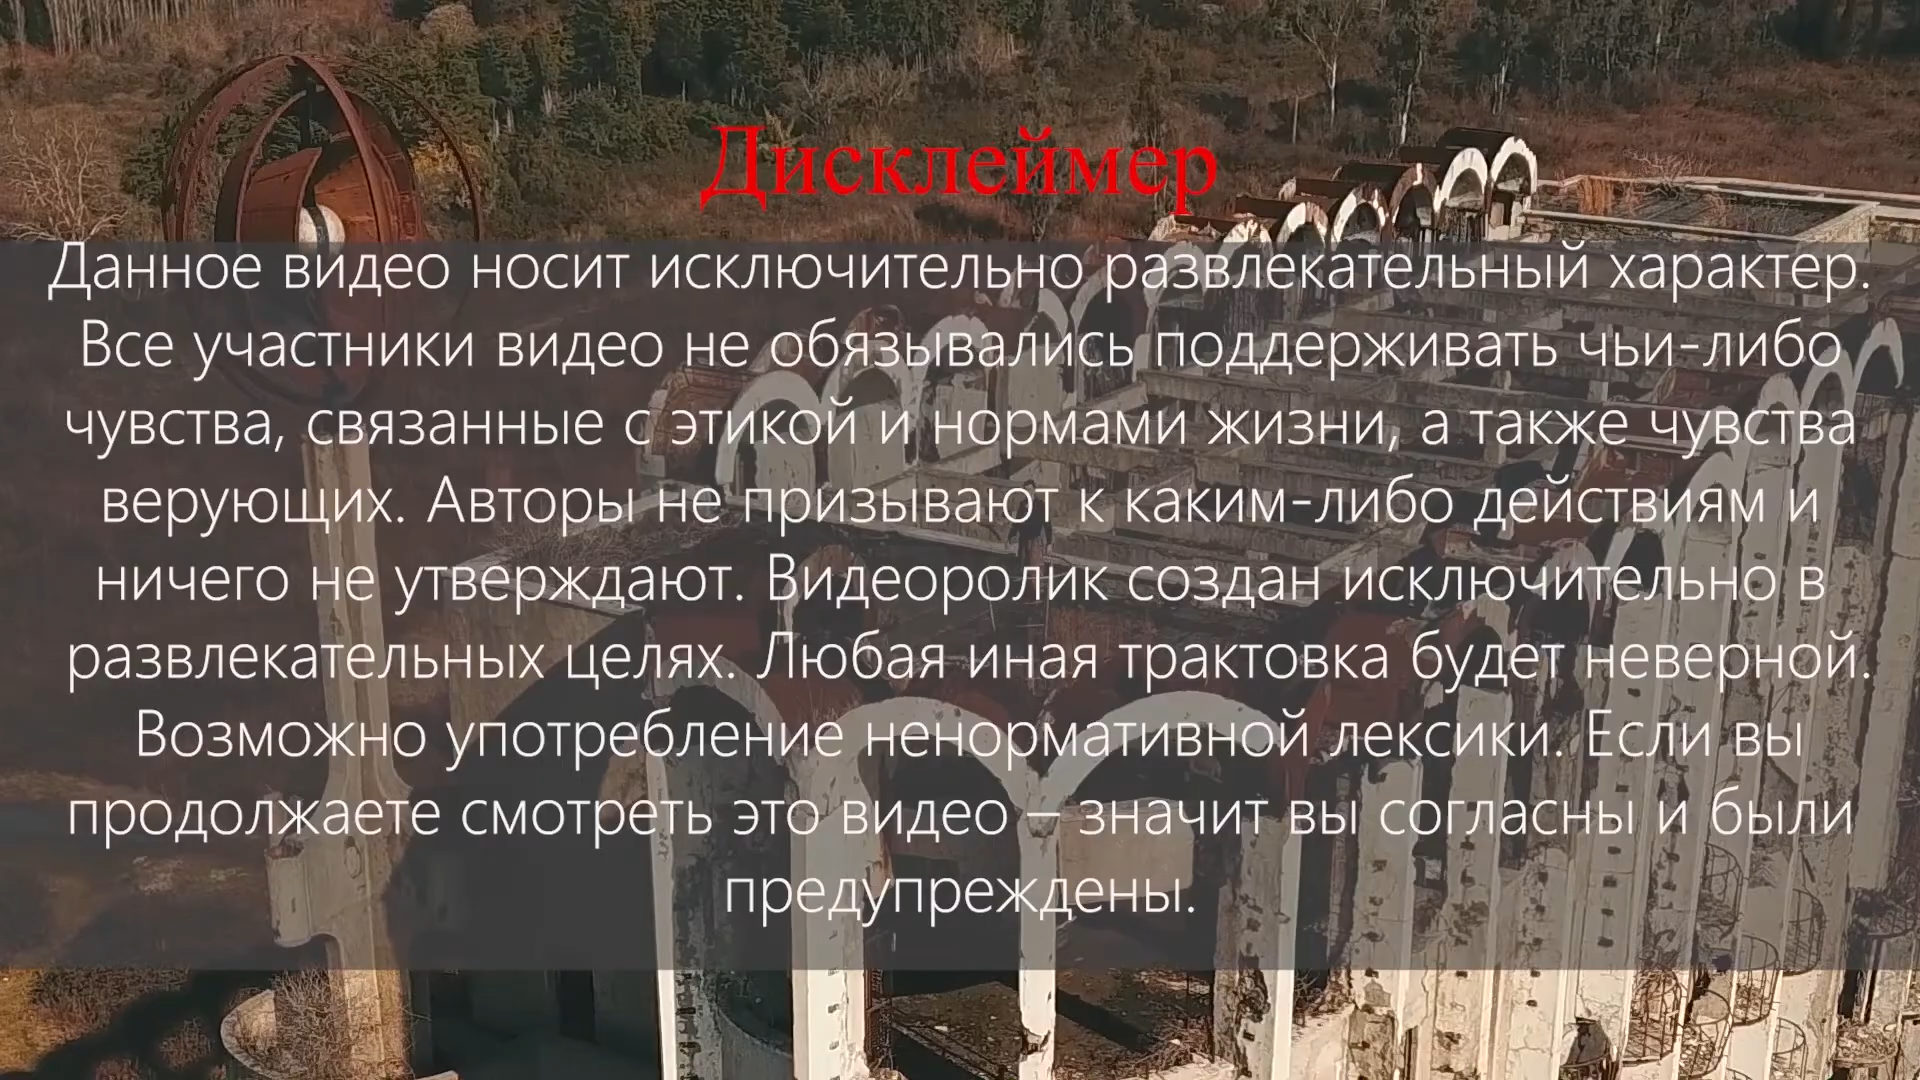 Дисклеймер
Данное видео носит исключительно развлекательный характер.
Все участники видео не обязывались поддерживать чьи-либо
чувства, связанные с этикой и нормами жизни, а также чувства
верующих. Авторы не призывают к каким-либо действиям и
ничего не утверждают. Видеоролик создан исключительно в
развлекательных целях. Любая иная трактовка будет неверной.
Возможно употребление ненормативной лексики. Если вы
продолжаете смотреть это видео – значит вы согласны и были
предупреждены.